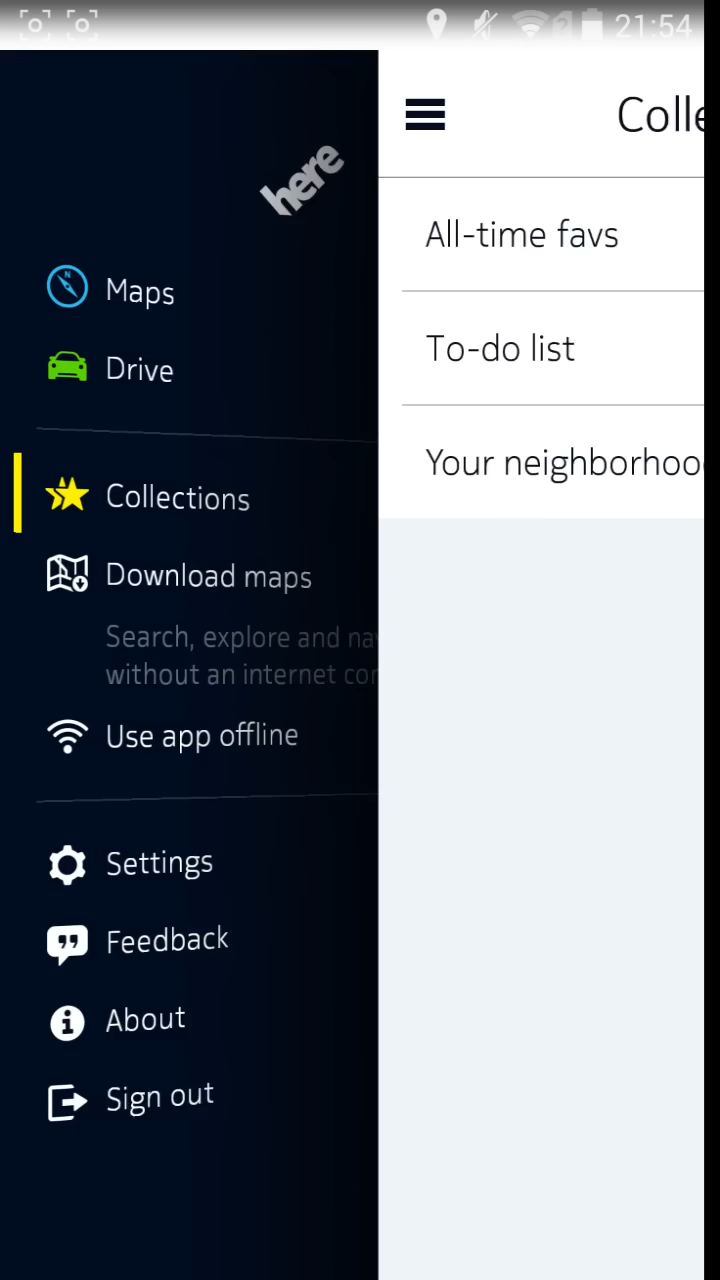 21:54
here
Maps
Drive
Collections
Download maps
Search, explore and na
without an internet co
Use app offline
Settings
Feedback
About
Sign out
Colle
All-time favs
To-do list
Your neighborhoo